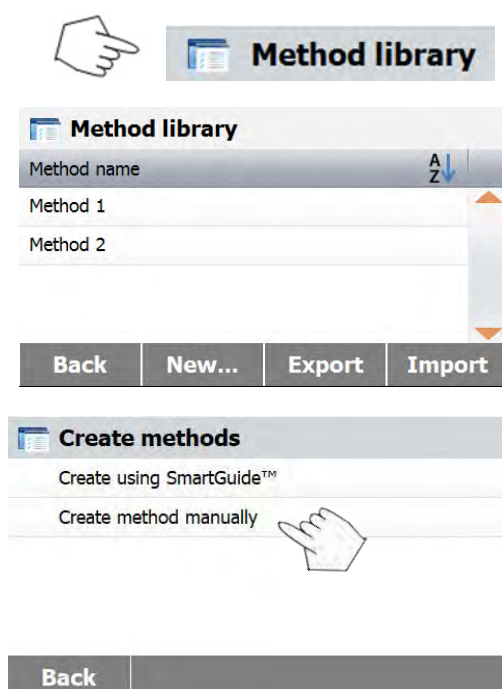 Method library
Method library
Method name AZ
Method 1
Method 2
Back New... Export Import
Create methods
Create using SmartGuide™
Create method manually
Back